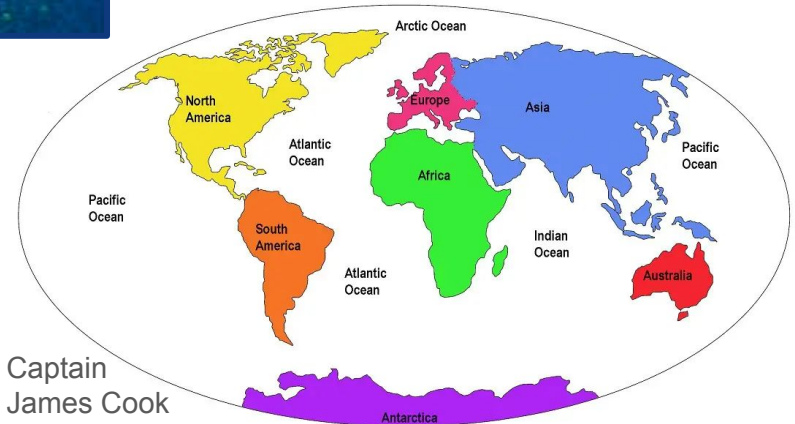 Arctic Ocean
North
America
Europe
Asia
Atlantic
Ocean
Pacific
Ocean
Africa
Pacific
Ocean
South
America
Indian
Ocean
Atlantic
Ocean
Australia
Captain
James Cook
Antarctica